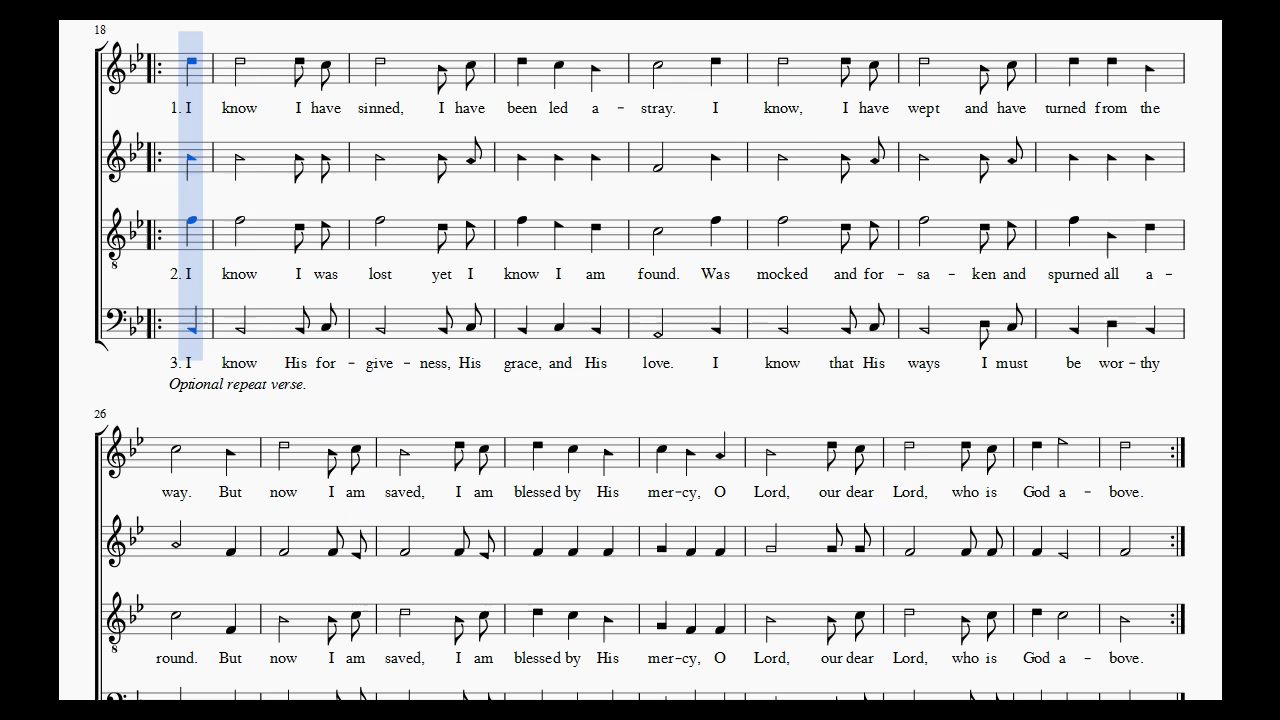 18
1. I know I have sinned, I have been led a – stray. I know, I have wept and have turned from the
8
2. I know I was lost yet I know I am found. Was mocked and for – sa – ken and spurned all a –
3. I know His for – give – ness, His grace, and His love. I know that His ways I must be wor – thy
Optional repeat verse.
26
way. But now I am saved, I am blessed by His mer – cy, O Lord, our dear Lord, who is God a – bove.
8
round. But now I am saved, I am blessed by His mer – cy, O Lord, our dear Lord, who is God a – bove.